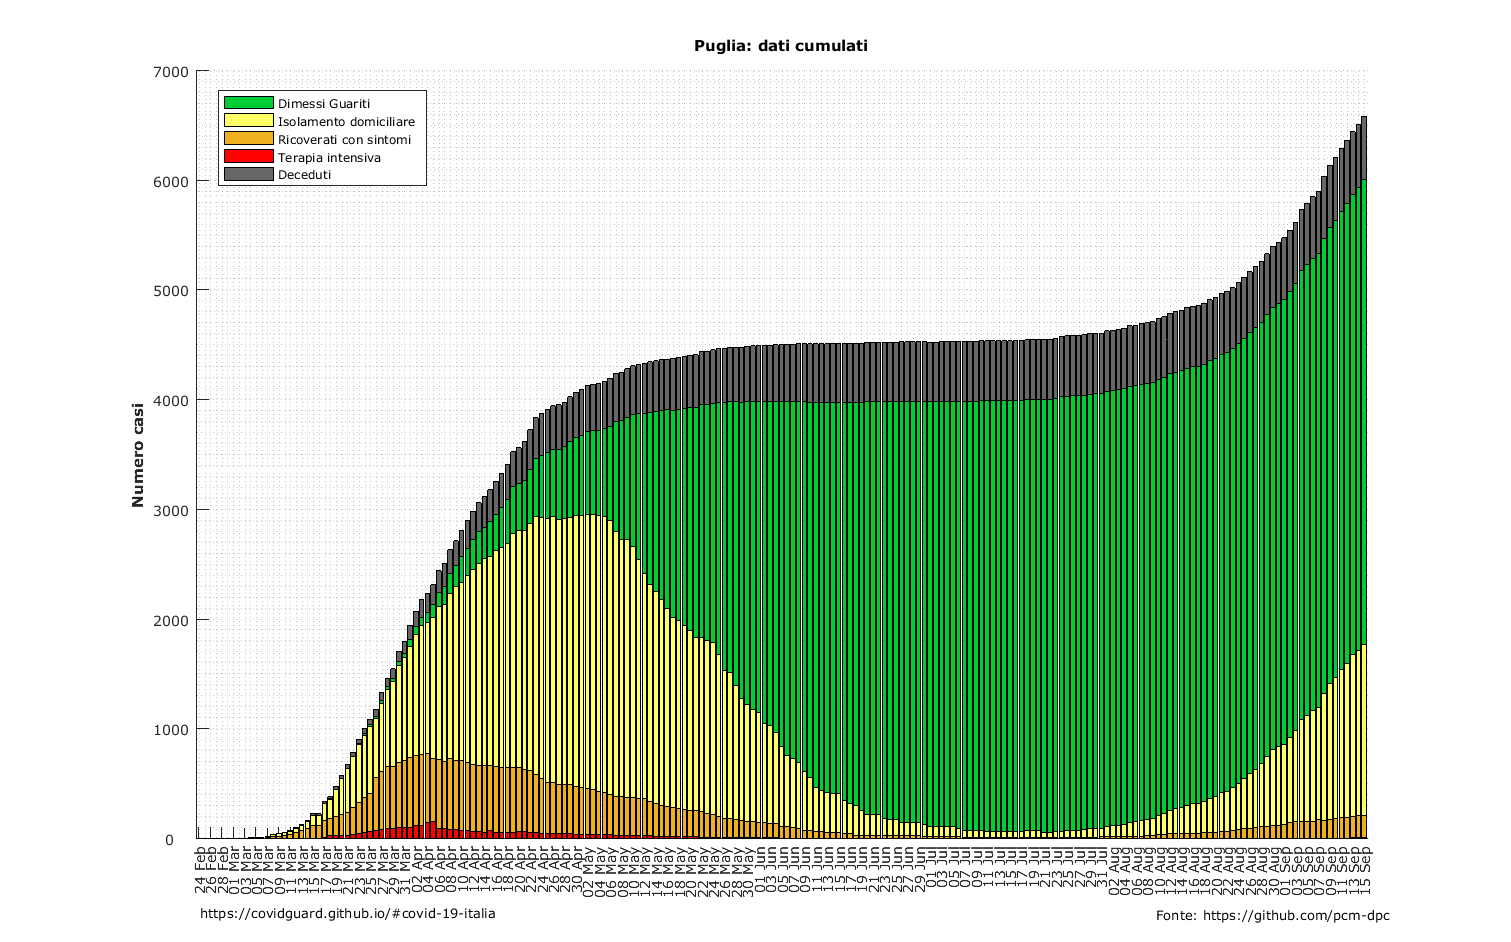 Puglia: dati cumulati
Dimessi Guariti
Isolamento domiciliare
Ricoverati con sintomi
Terapia intensiva
Deceduti
Numero casi
7000
6000
5000
4000
3000
2000
1000
0
24 Feb
26 Feb
28 Feb
01 Mar
03 Mar
05 Mar
07 Mar
09 Mar
11 Mar
13 Mar
15 Mar
17 Mar
19 Mar
21 Mar
23 Mar
25 Mar
27 Mar
29 Mar
31 Mar
02 Apr
04 Apr
06 Apr
08 Apr
10 Apr
12 Apr
14 Apr
16 Apr
18 Apr
20 Apr
22 Apr
24 Apr
26 Apr
28 Apr
30 Apr
02 May
04 May
06 May
08 May
10 May
12 May
14 May
16 May
18 May
20 May
22 May
24 May
26 May
28 May
30 May
01 Jun
03 Jun
05 Jun
07 Jun
09 Jun
11 Jun
13 Jun
15 Jun
17 Jun
19 Jun
21 Jun
23 Jun
25 Jun
27 Jun
29 Jun
01 Jul
03 Jul
05 Jul
07 Jul
09 Jul
11 Jul
13 Jul
15 Jul
17 Jul
19 Jul
21 Jul
23 Jul
25 Jul
27 Jul
29 Jul
31 Jul
02 Aug
04 Aug
06 Aug
08 Aug
10 Aug
12 Aug
14 Aug
16 Aug
18 Aug
20 Aug
22 Aug
24 Aug
26 Aug
28 Aug
30 Aug
01 Sep
03 Sep
05 Sep
07 Sep
09 Sep
11 Sep
13 Sep
15 Sep
https://covidguard.github.io/#covid-19-italia
Fonte: https://github.com/pcm-dpc